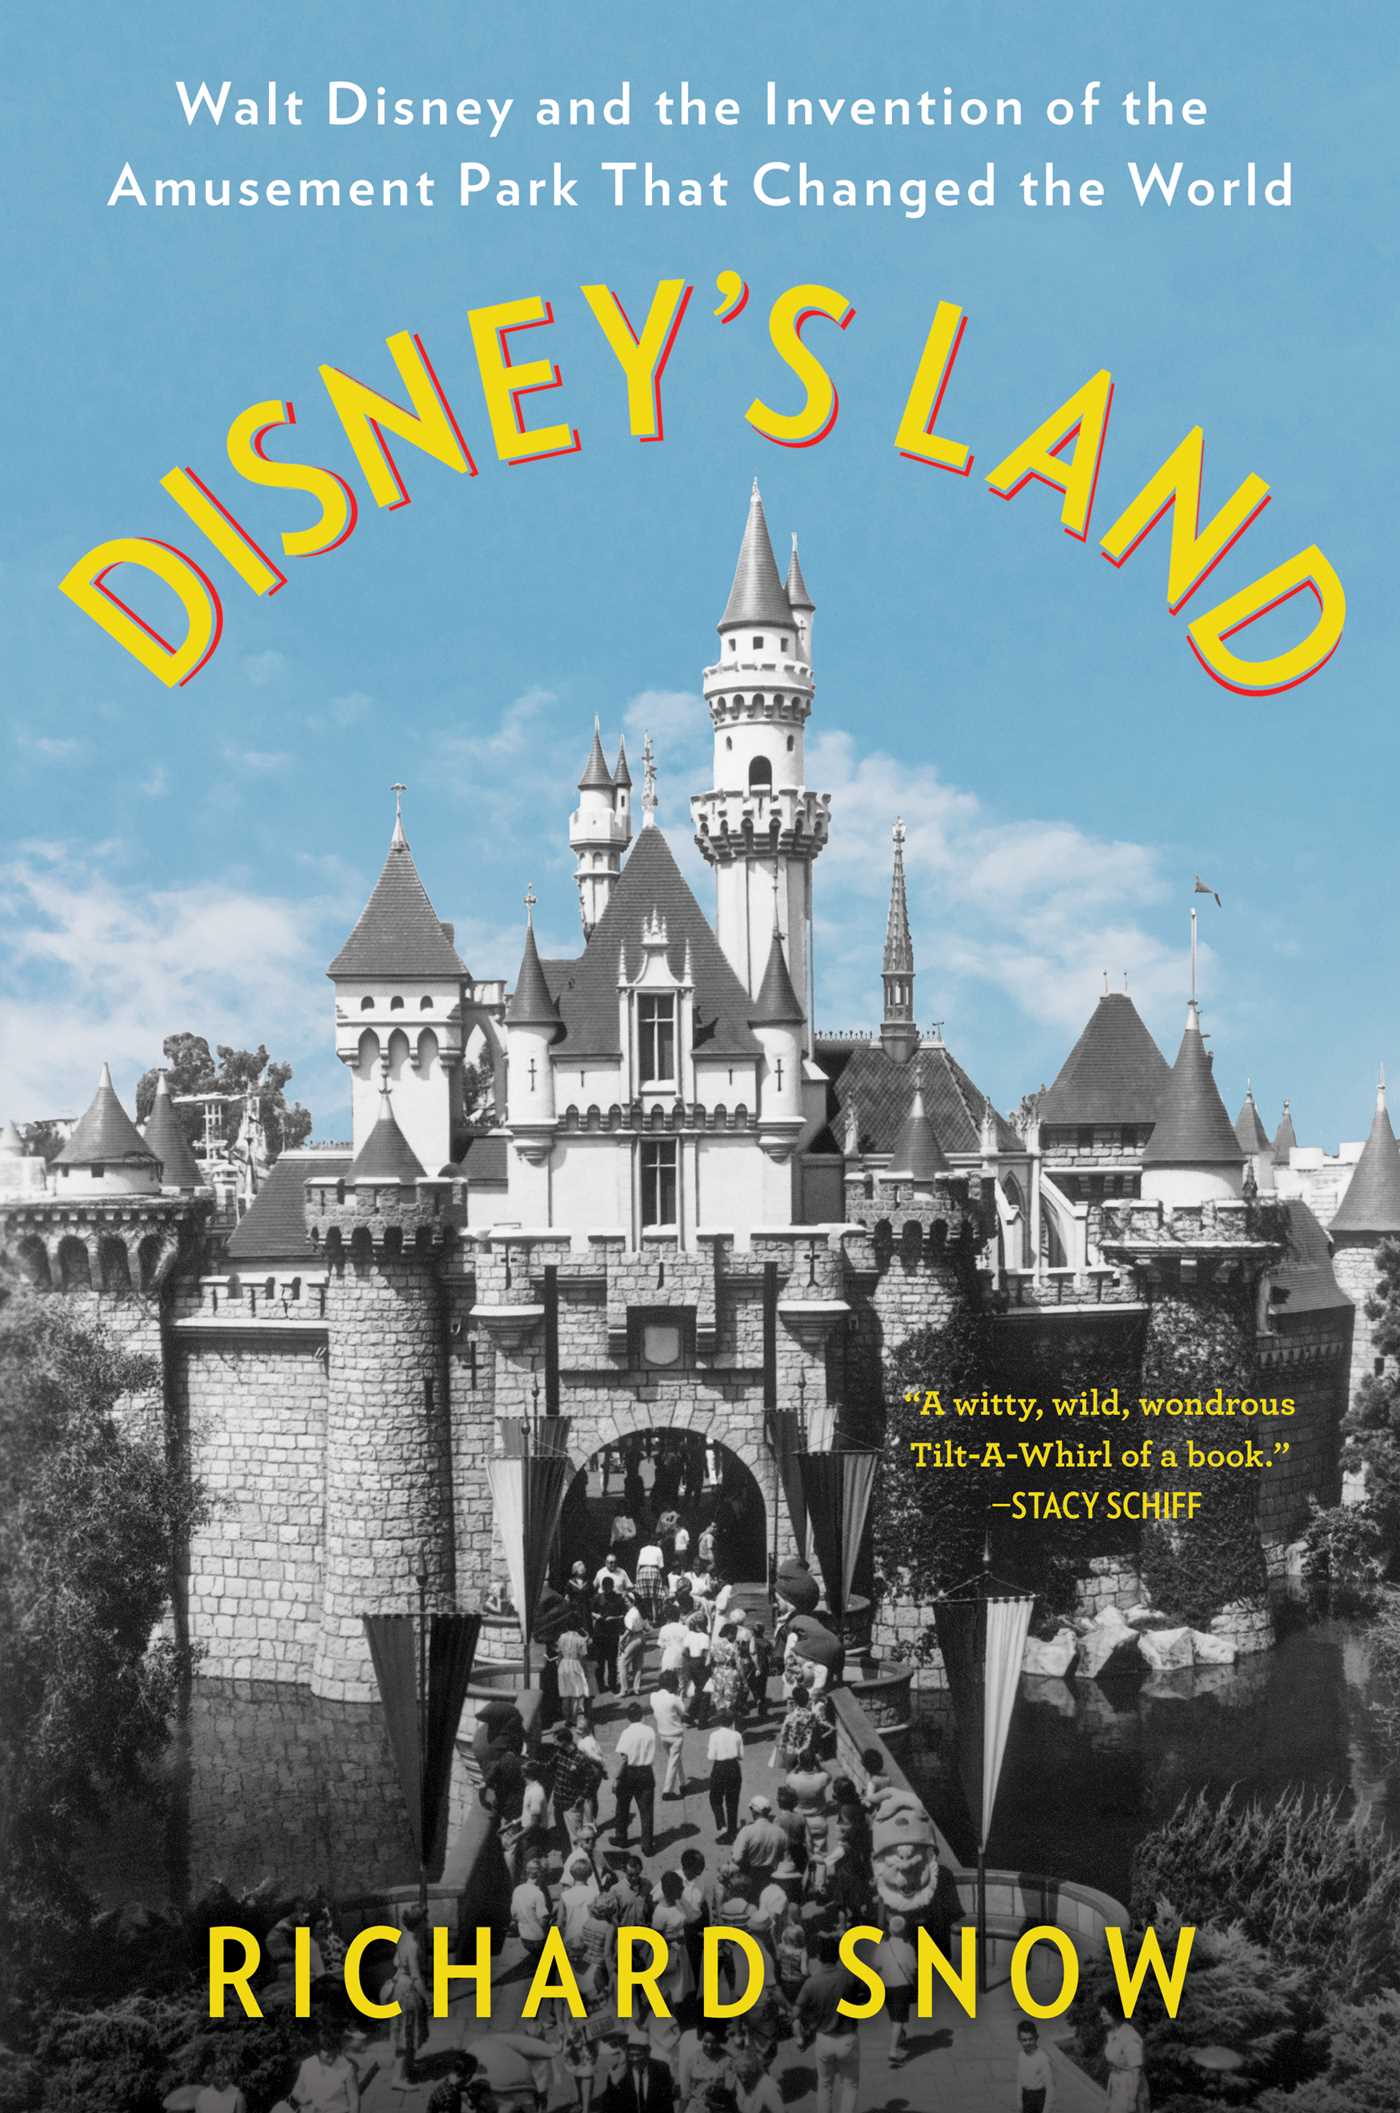 Walt Disney and the Invention of the
Amusement Park That Changed the World
DISNEY’S LAND
“A witty, wild, wondrous
Tilt-A-Whirl of a book.”
—STACY SCHIFF
RICHARD SNOW